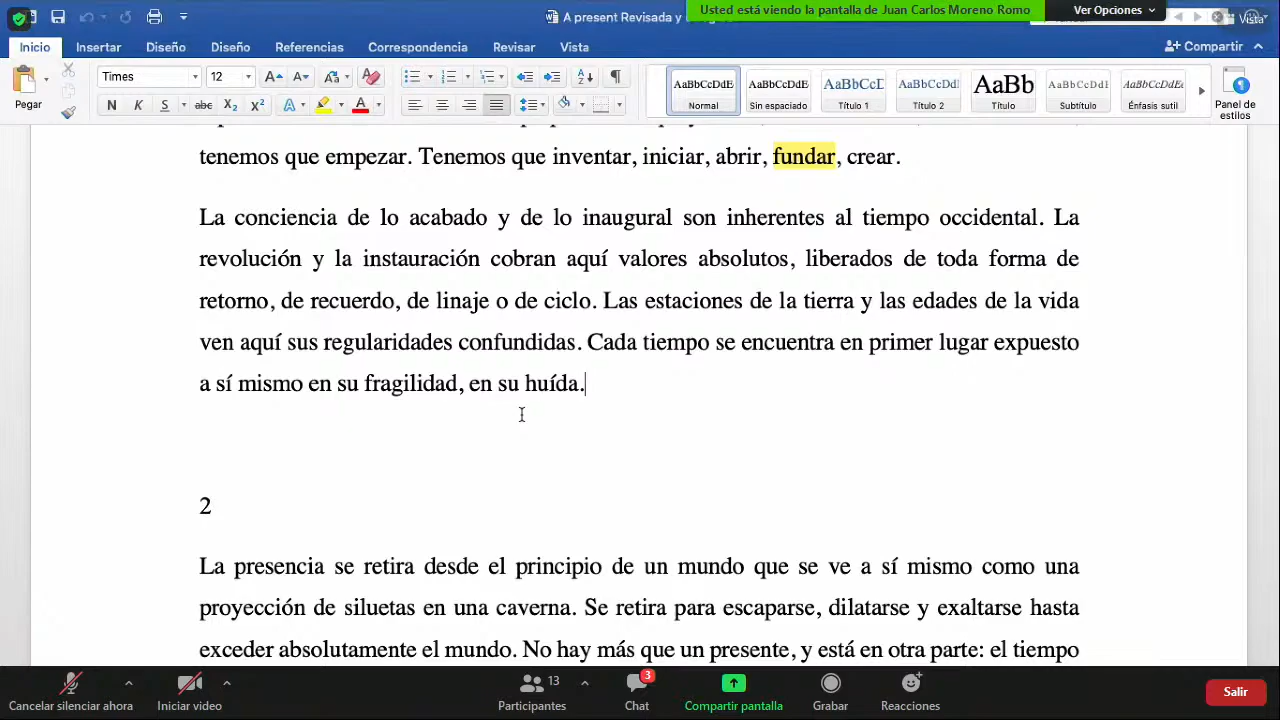 A present Revisada y
Usted está viendo la pantalla de Juan Carlos Moreno Romo
Ver Opciones
Vista
Inicio Insertar Diseño Diseño Referencias Correspondencia Revisar Vista
Compartir
Pegar
Times 12
AaBbCcDdE AaBbCcDdE AaBbCcD AaBbCcDd AaBb AaBbCcDd AaBbCcDdE
Normal Sin espaciado Título 1 Título 2 Título Subtítulo Énfasis sutil
Panel de estilos
tenemos que empezar. Tenemos que inventar, iniciar, abrir, fundar, crear.
La conciencia de lo acabado y de lo inaugural son inherentes al tiempo occidental. La
revolución y la instauración cobran aquí valores absolutos, liberados de toda forma de
retorno, de recuerdo, de linaje o de ciclo. Las estaciones de la tierra y las edades de la vida
ven aquí sus regularidades confundidas. Cada tiempo se encuentra en primer lugar expuesto
a sí mismo en su fragilidad, en su huída.
2
La presencia se retira desde el principio de un mundo que se ve a sí mismo como una
proyección de siluetas en una caverna. Se retira para escaparse, dilatarse y exaltarse hasta
exceder absolutamente el mundo. No hay más que un presente, y está en otra parte: el tiempo
13
3
Cancelar silenciar ahora Iniciar video Participantes Chat Compartir pantalla Grabar Reacciones Salir